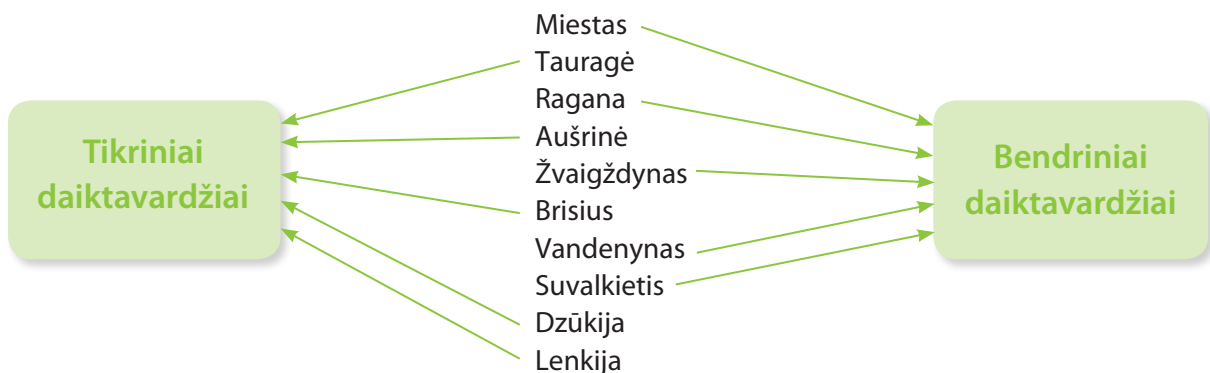 Miestas
Tauragė
Ragana
Aušrinė
Žvaigždynas
Brisius
Vandenynas
Suvalkietis
Dzūkija
Lenkija
Tikriniai
daiktavardžiai
Bendriniai
daiktavardžiai